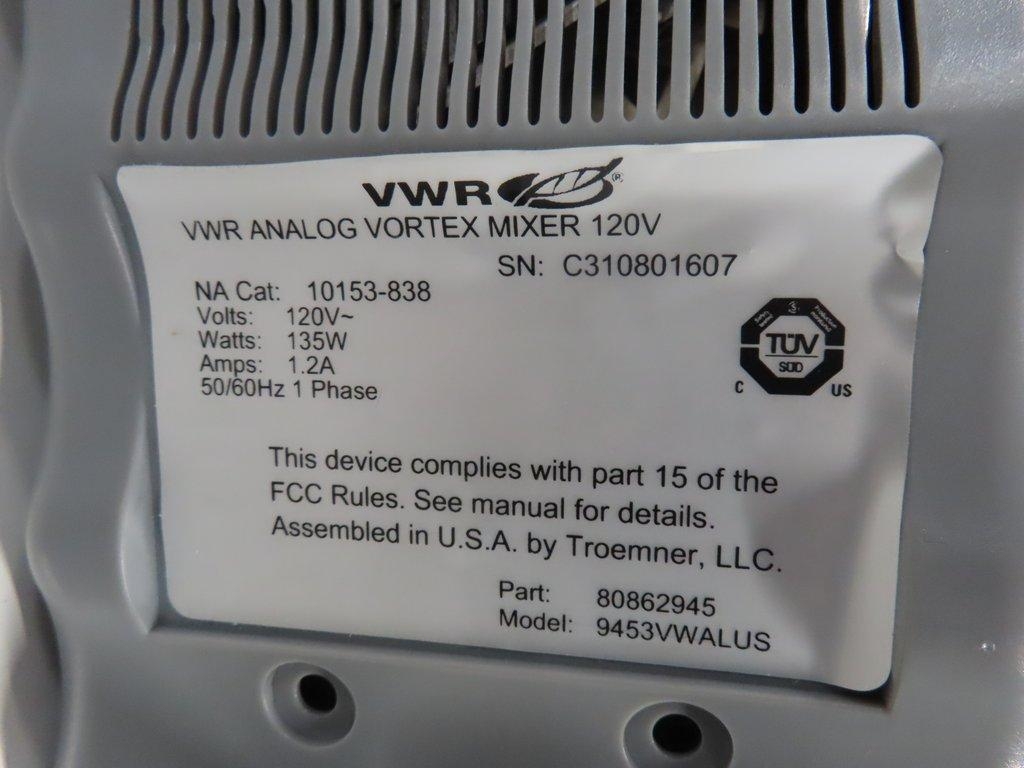 VWR®
VWR ANALOG VORTEX MIXER 120V
SN: C310801607
NA Cat: 10153-838
Volts: 120V~
Watts: 135W
Amps: 1.2A
50/60Hz 1 Phase
TÜV
SÜD
C US
This device complies with part 15 of the
FCC Rules. See manual for details.
Assembled in U.S.A. by Troemner, LLC.
Part: 80862945
Model: 9453VWALUS